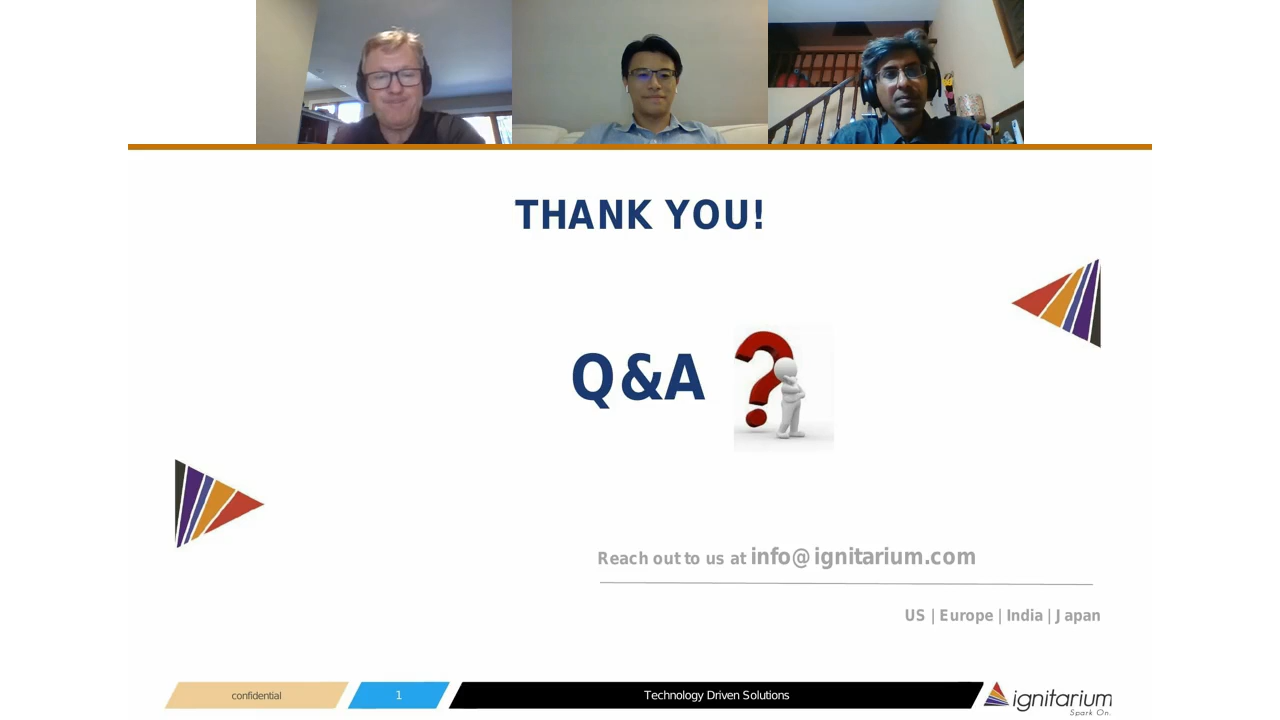 THANK YOU!
Q&A
Reach out to us at info@ignitarium.com
US | Europe | India | Japan
confidential
1
Technology Driven Solutions
ignitarium
Spark On.